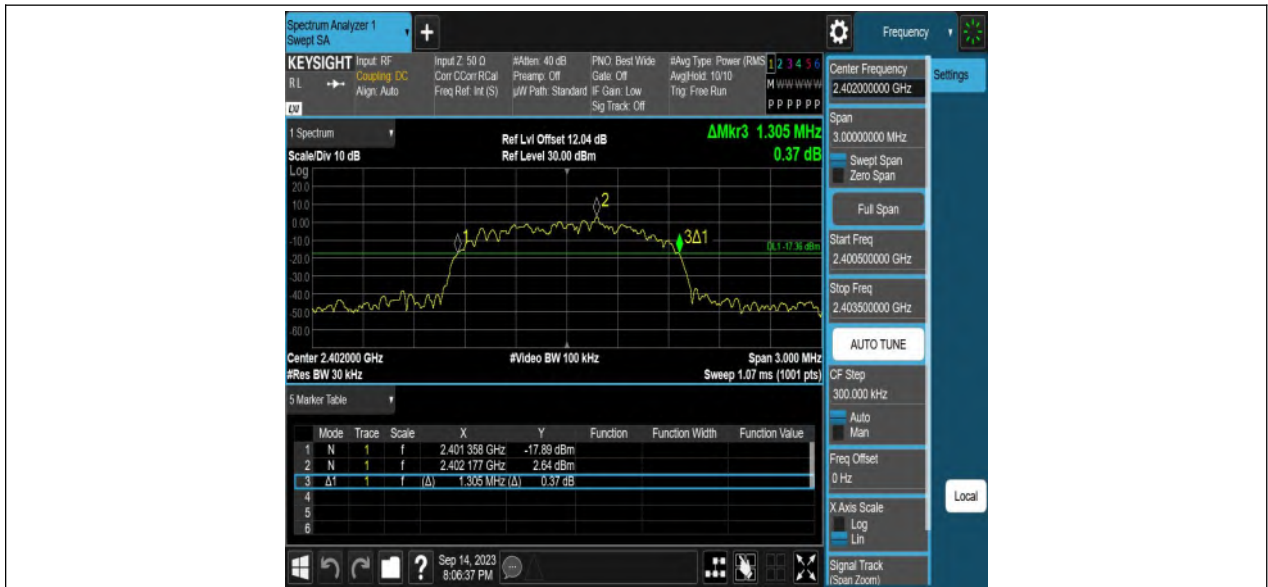 Spectrum Analyzer 1
Swept SA
+
Frequency
KEYSIGHT Input: RF Input Z: 50 Ω #Atten: 40 dB PNO: Best Wide #Avg Type: Power (RMS 1 2 3 4 5 6
RL Coupling: DC Corr CCorr RCal Preamp: Off Gate: Off Avg|Hold: 10/10 M W W W W W
Align: Auto Freq Ref: Int (S) µW Path: Standard IF Gain: Low Trig: Free Run
Sig Track: Off P P P P P P
LXI
1 Spectrum
Ref Lvl Offset 12.04 dB ΔMkr3 1.305 MHz
Scale/Div 10 dB Ref Level 30.00 dBm 0.37 dB
Log
20.0
10.0
0.00
-10.0
-20.0
-30.0
-40.0
-50.0
-60.0
1
2
3Δ1
DL1 -17.36 dBm
Center 2.402000 GHz #Video BW 100 kHz Span 3.000 MHz
#Res BW 30 kHz Sweep 1.07 ms (1001 pts)
5 Marker Table
Mode Trace Scale X Y Function Function Width Function Value
1 N 1 f 2.401 358 GHz -17.89 dBm
2 N 1 f 2.402 177 GHz 2.64 dBm
3 Δ1 1 f (Δ) 1.305 MHz (Δ) 0.37 dB
4
5
6
Sep 14, 2023
8:06:37 PM
?
Center Frequency
2.402000000 GHz
Settings
Span
3.00000000 MHz
Swept Span
Zero Span
Full Span
Start Freq
2.400500000 GHz
Stop Freq
2.403500000 GHz
AUTO TUNE
CF Step
300.000 kHz
Auto
Man
Freq Offset
0 Hz
X Axis Scale
Log
Lin
Local
Signal Track
(Span Zoom)